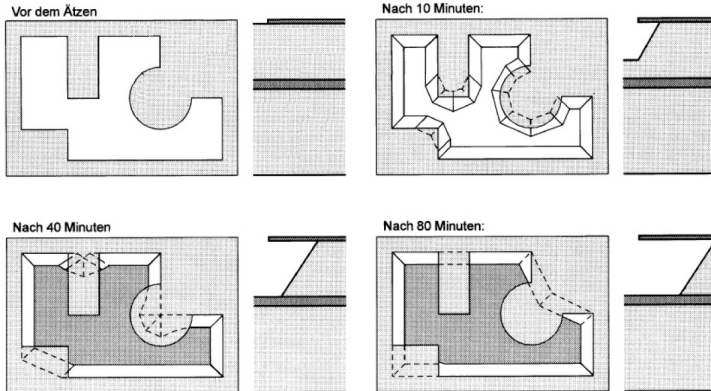 Vor dem Ätzen
Nach 10 Minuten:
Nach 40 Minuten
Nach 80 Minuten: